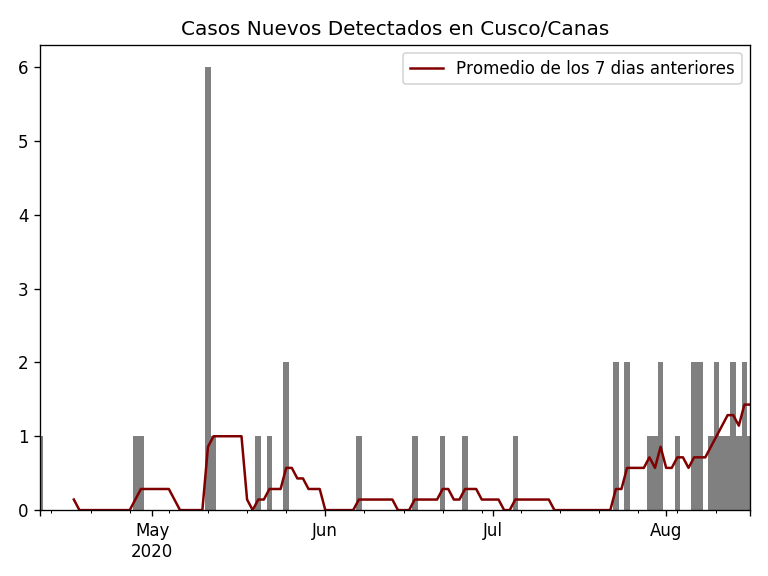 Casos Nuevos Detectados en Cusco/Canas
Promedio de los 7 dias anteriores
6
5
4
3
2
1
0
May
2020
Jun
Jul
Aug